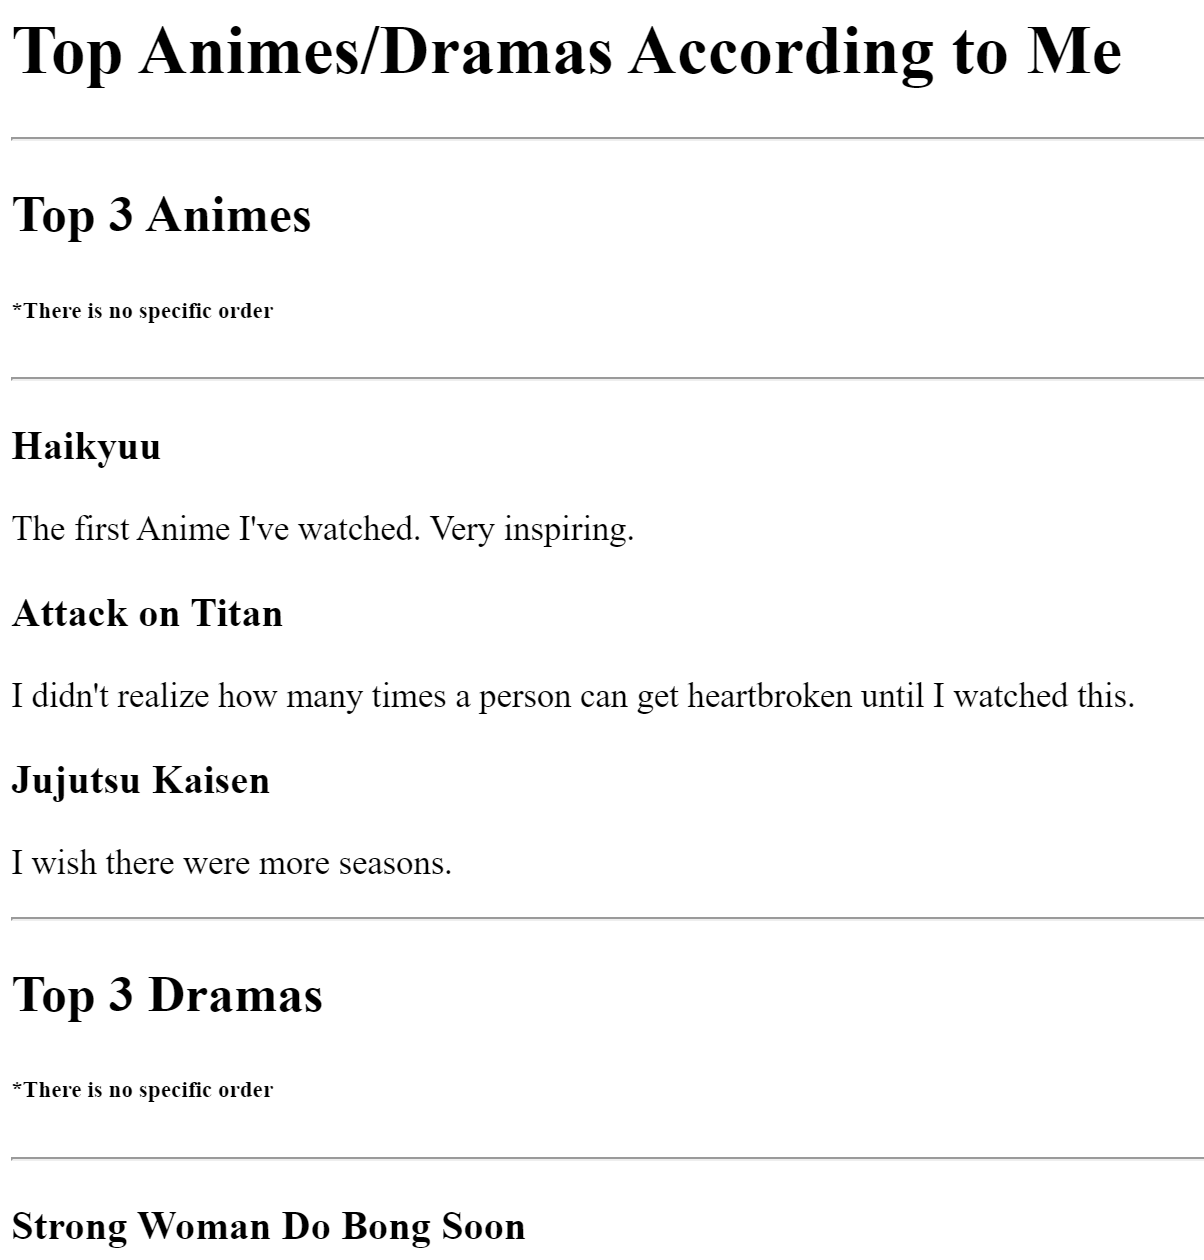 Top Animes/Dramas According to Me
Top 3 Animes
*There is no specific order
Haikyuu
The first Anime I've watched. Very inspiring.
Attack on Titan
I didn't realize how many times a person can get heartbroken until I watched this.
Jujutsu Kaisen
I wish there were more seasons.
Top 3 Dramas
*There is no specific order
Strong Woman Do Bong Soon